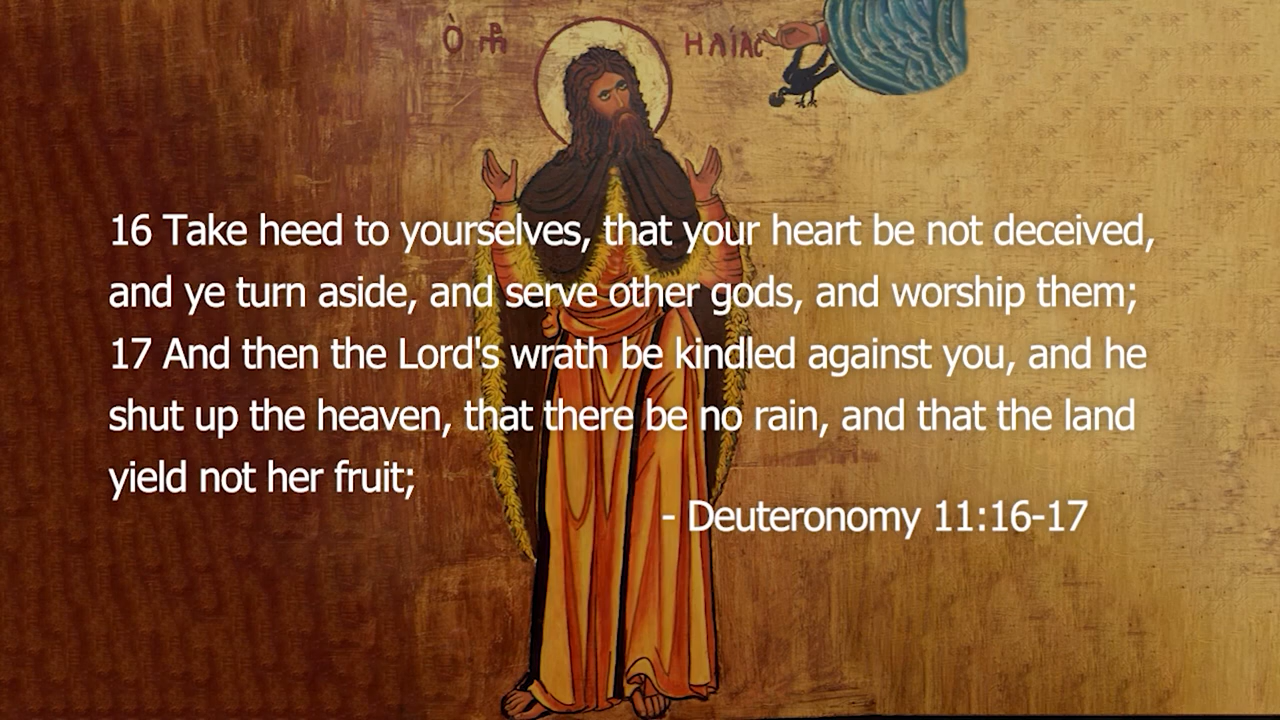 Ὁ ΠΡ ΗΛΙΑC
16 Take heed to yourselves, that your heart be not deceived,
and ye turn aside, and serve other gods, and worship them;
17 And then the Lord's wrath be kindled against you, and he
shut up the heaven, that there be no rain, and that the land
yield not her fruit;
- Deuteronomy 11:16-17